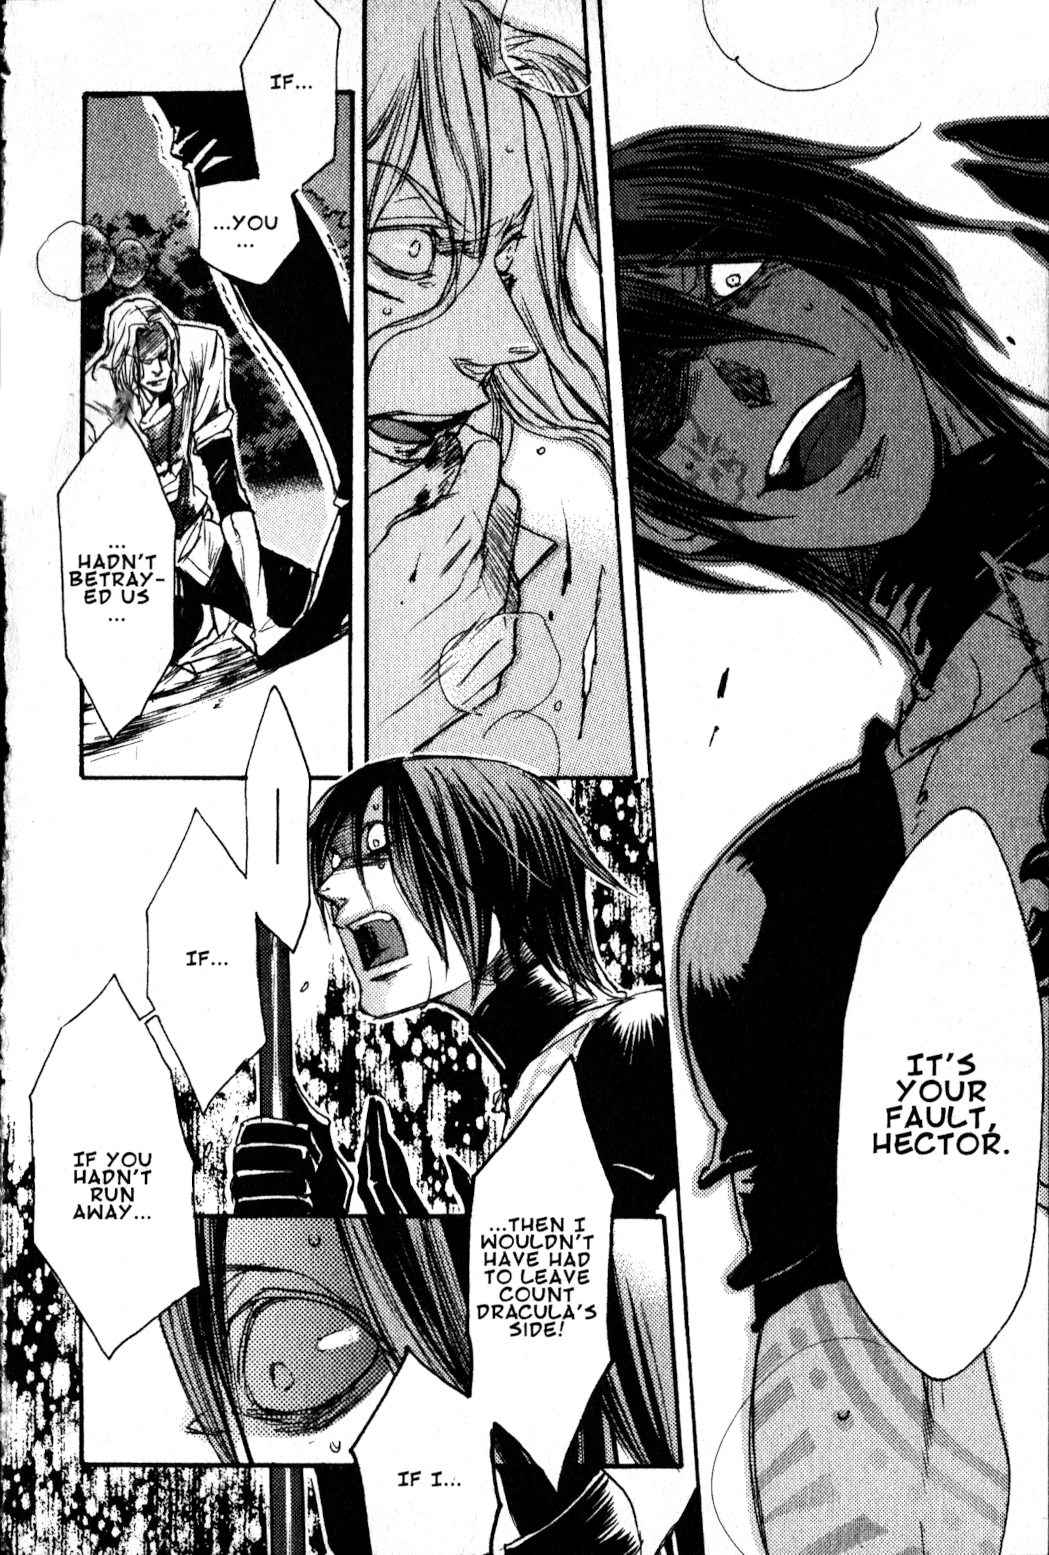 IT'S
YOUR
FAULT,
HECTOR.
IF...
...YOU
...
...
HADN'T
BETRAY-
ED US
...
—
IF...
IF YOU
HADN'T
RUN
AWAY...
...THEN I
WOULDN'T
HAVE HAD
TO LEAVE
COUNT
DRACULA'S
SIDE!
IF I...